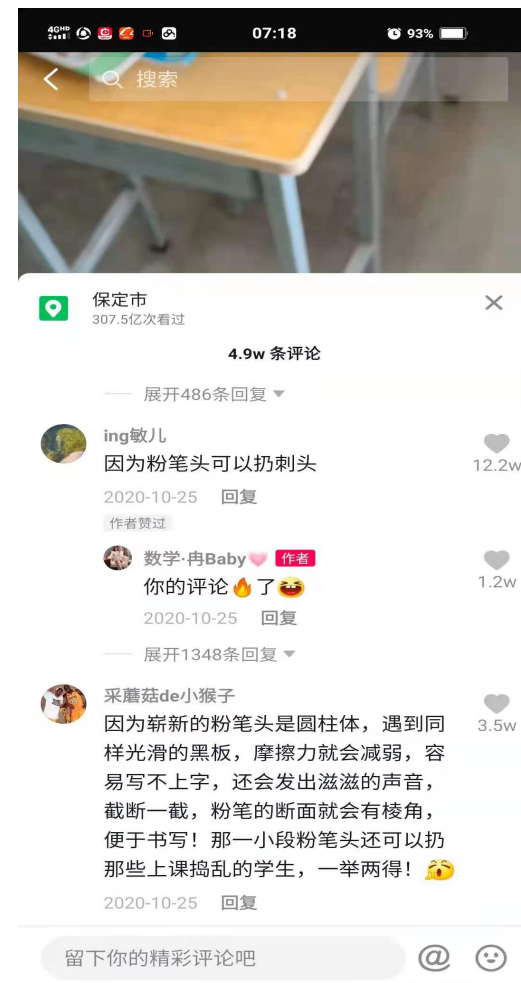 4GHD 07:18 93%
搜索
保定市
307.5亿次看过
4.9w 条评论
展开486条回复
ing敏儿
因为粉笔头可以扔刺头
12.2w
2020-10-25 回复
作者赞过
数学·冉Baby 作者
你的评论🔥了😆
1.2w
2020-10-25 回复
展开1348条回复
采蘑菇de小猴子
因为崭新的粉笔头是圆柱体，遇到同
3.5w
样光滑的黑板，摩擦力就会减弱，容
易写不上字，还会发出滋滋的声音，
截断一截，粉笔的断面就会有棱角，
便于书写！那一小段粉笔头还可以扔
那些上课捣乱的学生，一举两得！
2020-10-25 回复
留下你的精彩评论吧 @